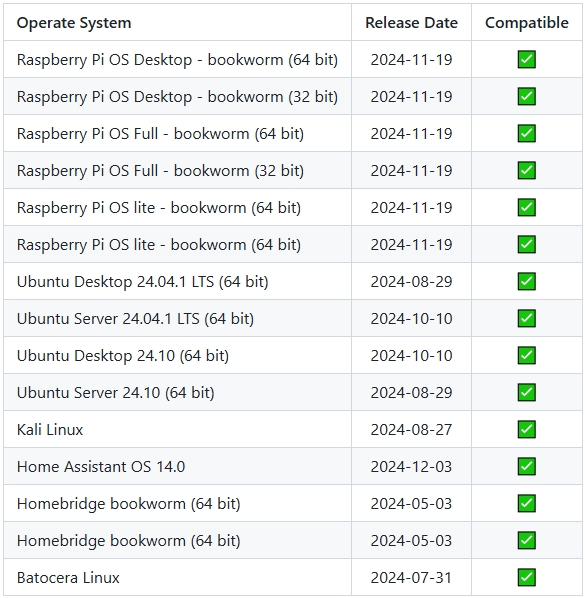 Operate System Release Date Compatible
Raspberry Pi OS Desktop - bookworm (64 bit) 2024-11-19 ✅
Raspberry Pi OS Desktop - bookworm (32 bit) 2024-11-19 ✅
Raspberry Pi OS Full - bookworm (64 bit) 2024-11-19 ✅
Raspberry Pi OS Full - bookworm (32 bit) 2024-11-19 ✅
Raspberry Pi OS lite - bookworm (64 bit) 2024-11-19 ✅
Raspberry Pi OS lite - bookworm (64 bit) 2024-11-19 ✅
Ubuntu Desktop 24.04.1 LTS (64 bit) 2024-08-29 ✅
Ubuntu Server 24.04.1 LTS (64 bit) 2024-10-10 ✅
Ubuntu Desktop 24.10 (64 bit) 2024-10-10 ✅
Ubuntu Server 24.10 (64 bit) 2024-08-29 ✅
Kali Linux 2024-08-27 ✅
Home Assistant OS 14.0 2024-12-03 ✅
Homebridge bookworm (64 bit) 2024-05-03 ✅
Homebridge bookworm (64 bit) 2024-05-03 ✅
Batocera Linux 2024-07-31 ✅